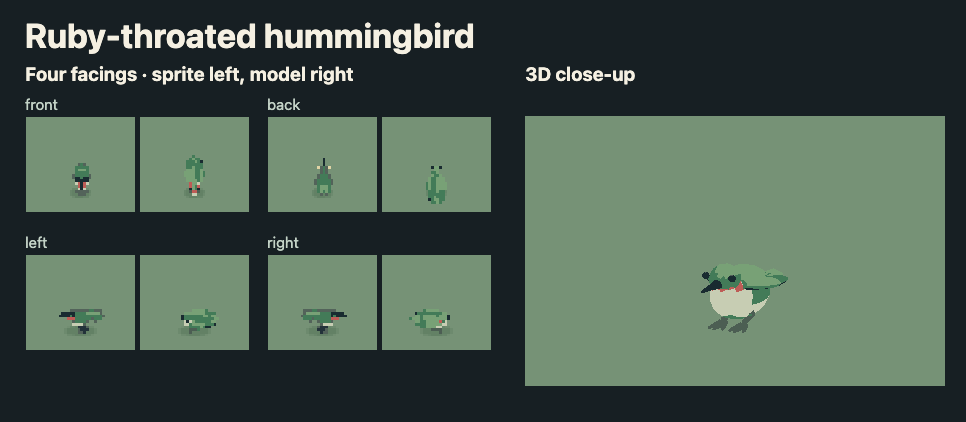 Ruby-throated hummingbird
Four facings · sprite left, model right
3D close-up
front
back
left
right